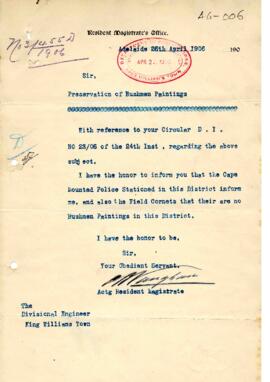 AG-006
Resident Magistrate's Office.
Adelaide 26th April 1906 190
Sir,
Preservation of Bushmen Paintings
With reference to your Circular D. I.
NO 23/06 of the 24th inst, regarding the above
subject.
I have the honor to inform you that the Cape
Mounted Police Stationed in this District infor
me, and also the Field Cornets that their are no
Bushmen Paintings in this District.
I have the honor to be,
Sir,
Your Obedient Servant,
Actg Resident Magistrate
The
Divisional Engineer
King Williams Town